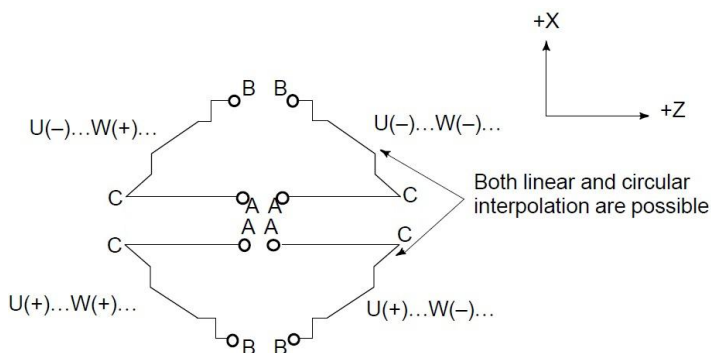 +X
+Z
B B
U(–)...W(+)...
U(–)...W(–)...
C
A A
C
Both linear and circular
interpolation are possible
C
A A
C
U(+)...W(+)...
U(+)...W(–)...
B B